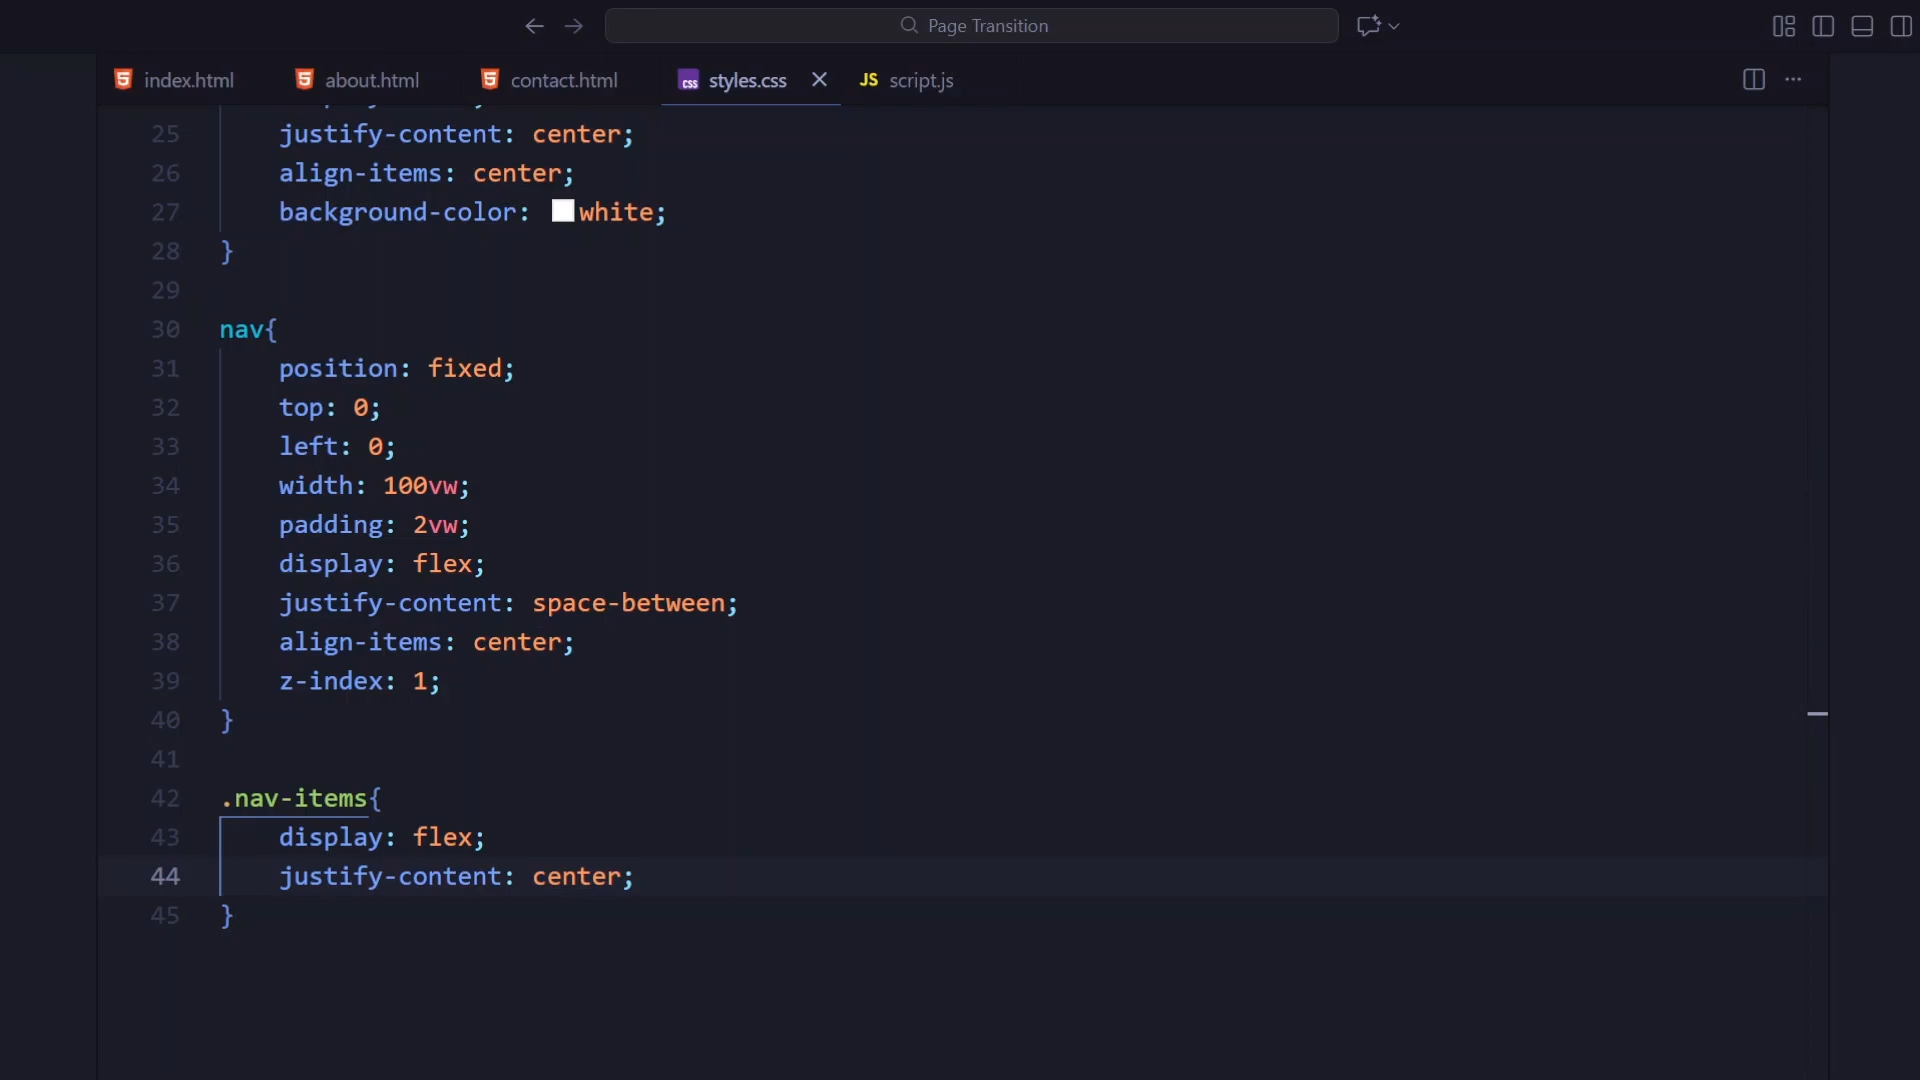 Page Transition
index.html about.html contact.html styles.css JS script.js
25 justify-content: center;
26 align-items: center;
27 background-color: white;
28 }
29
30 nav{
31 position: fixed;
32 top: 0;
33 left: 0;
34 width: 100vw;
35 padding: 2vw;
36 display: flex;
37 justify-content: space-between;
38 align-items: center;
39 z-index: 1;
40 }
41
42 .nav-items{
43 display: flex;
44 justify-content: center;
45 }